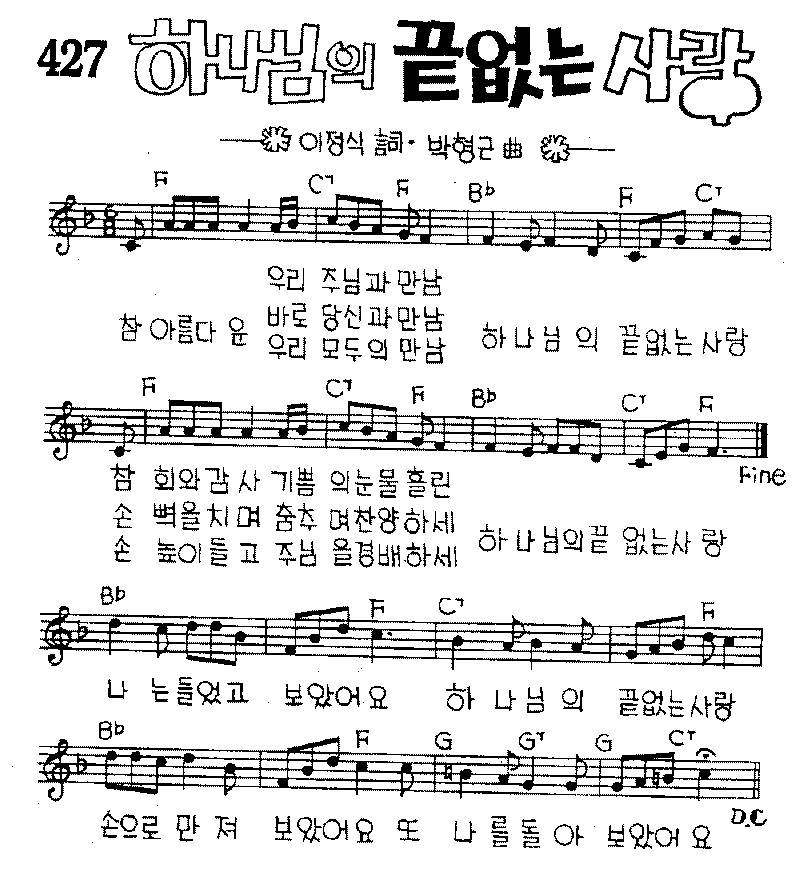 427 하나님의 끝없는 사랑
이정식 詞· 박형근 曲
F C7 F B♭ F C7
우리 주님과 만남
바로 당신과 만남
참 아름다 운 하 나 님 의 끝없는 사랑
우리 모두의 만남
F C7 F B♭ C7 F
Fine
참 회와 감 사 기쁨 의눈물 흘린
손 뼉을 치며 춤추 며찬양 하세
하 나 님의 끝 없는사 랑
손 높이 들 고 주님 을경배하세
B♭ F C7 F
나 는들었고 보았어요 하 나 님 의 끝없는사랑
B♭ F G G7 G C7
D.C
손으로 만 져 보았어요 또 나 를 돌 아 보았어 요